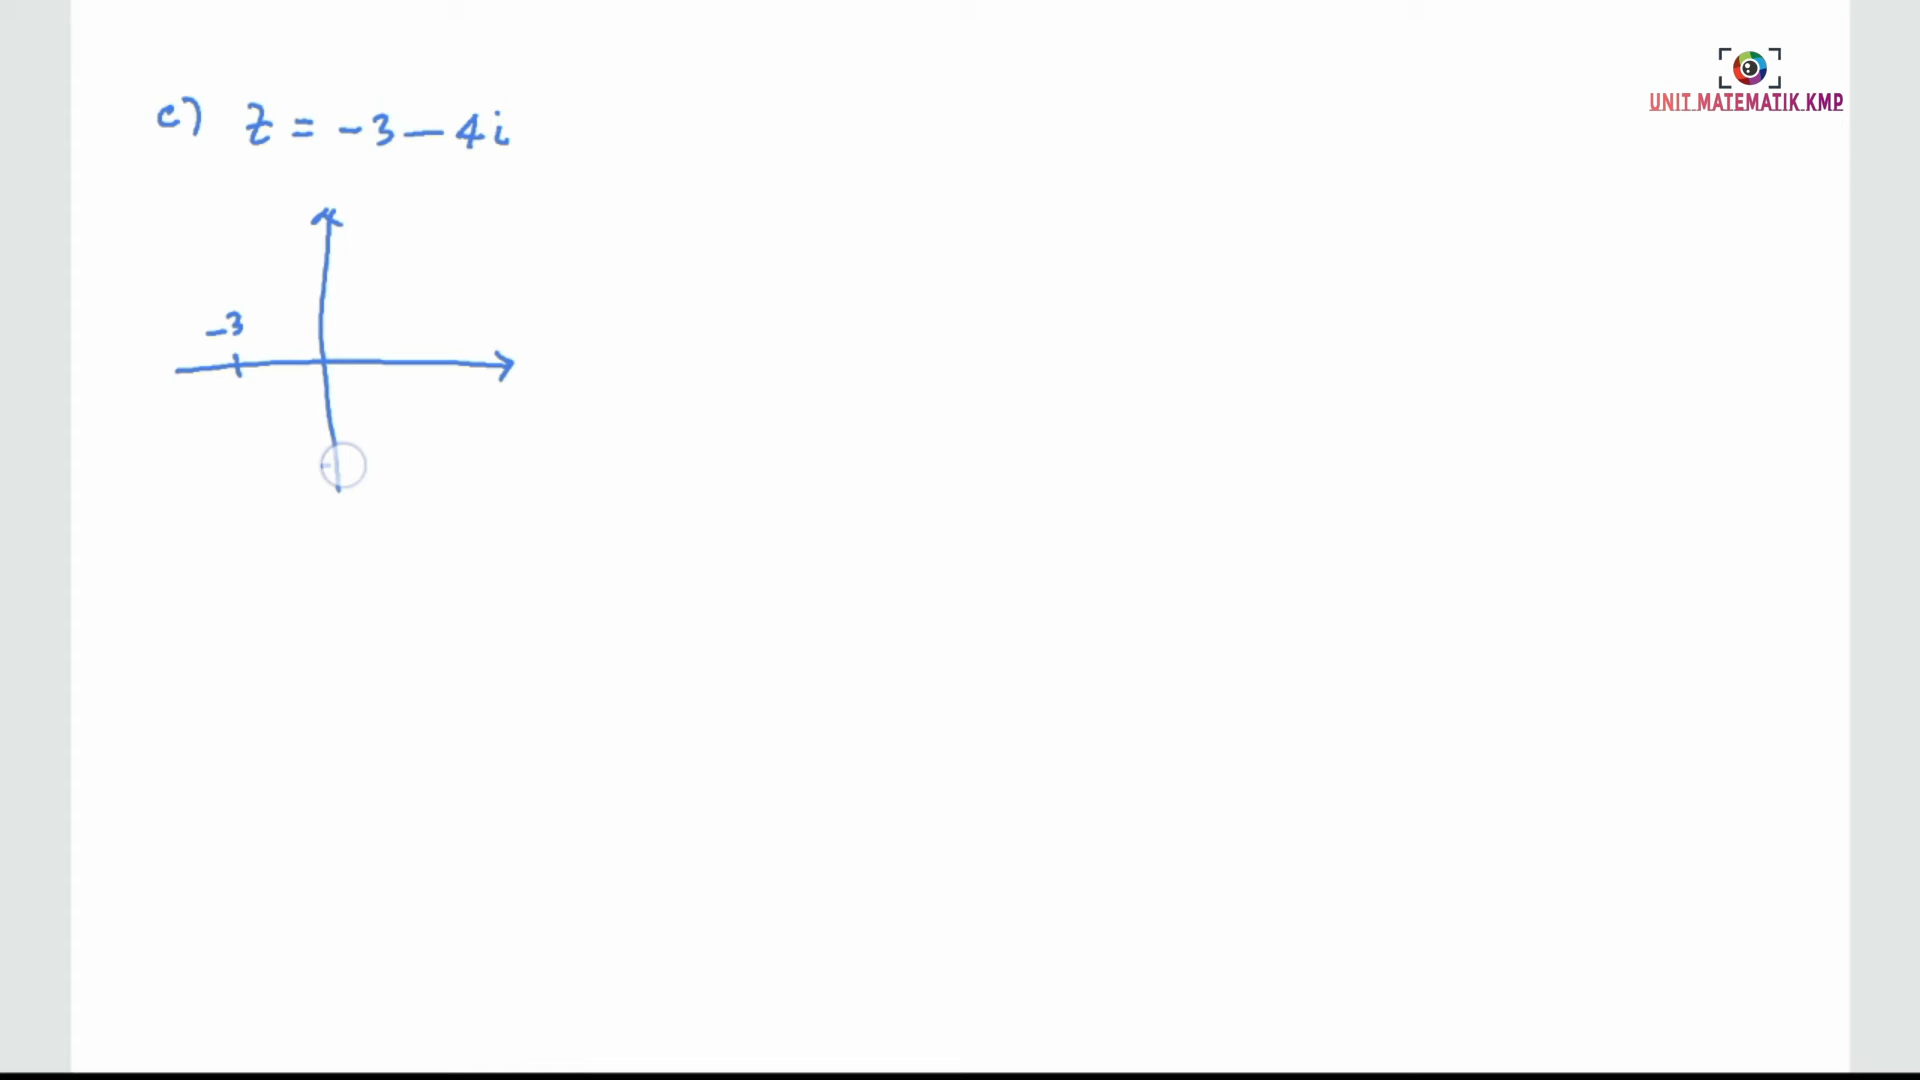 c) z = -3 - 4i
UNIT MATEMATIK KMP
-3